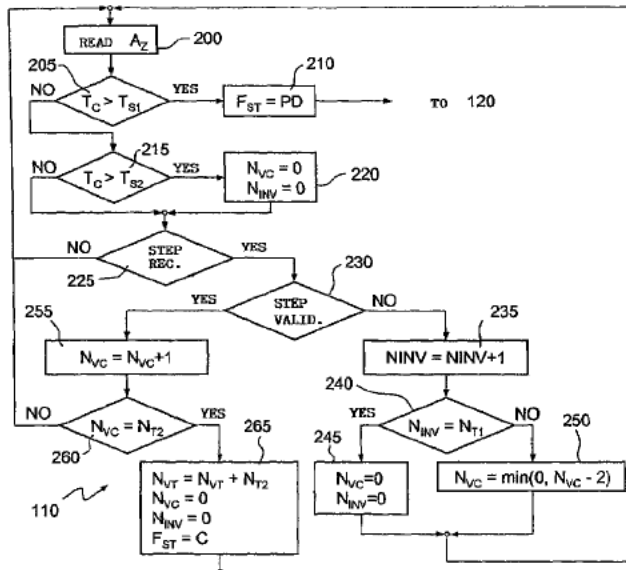 READ A_Z
200
205
NO
T_C > T_S1
YES
210
F_ST = PD
TO 120
215
NO
T_C > T_S2
YES
N_VC = 0
N_INV = 0
220
NO
STEP
REC.
YES
225
230
YES
STEP
VALID.
NO
255
N_VC = N_VC+1
235
NINV = NINV+1
240
NO
N_VC = N_T2
YES
260
265
YES
N_INV = N_T1
NO
245
250
N_VT = N_VT + N_T2
N_VC = 0
N_INV = 0
F_ST = C
N_VC=0
N_INV=0
N_VC = min(0, N_VC - 2)
110